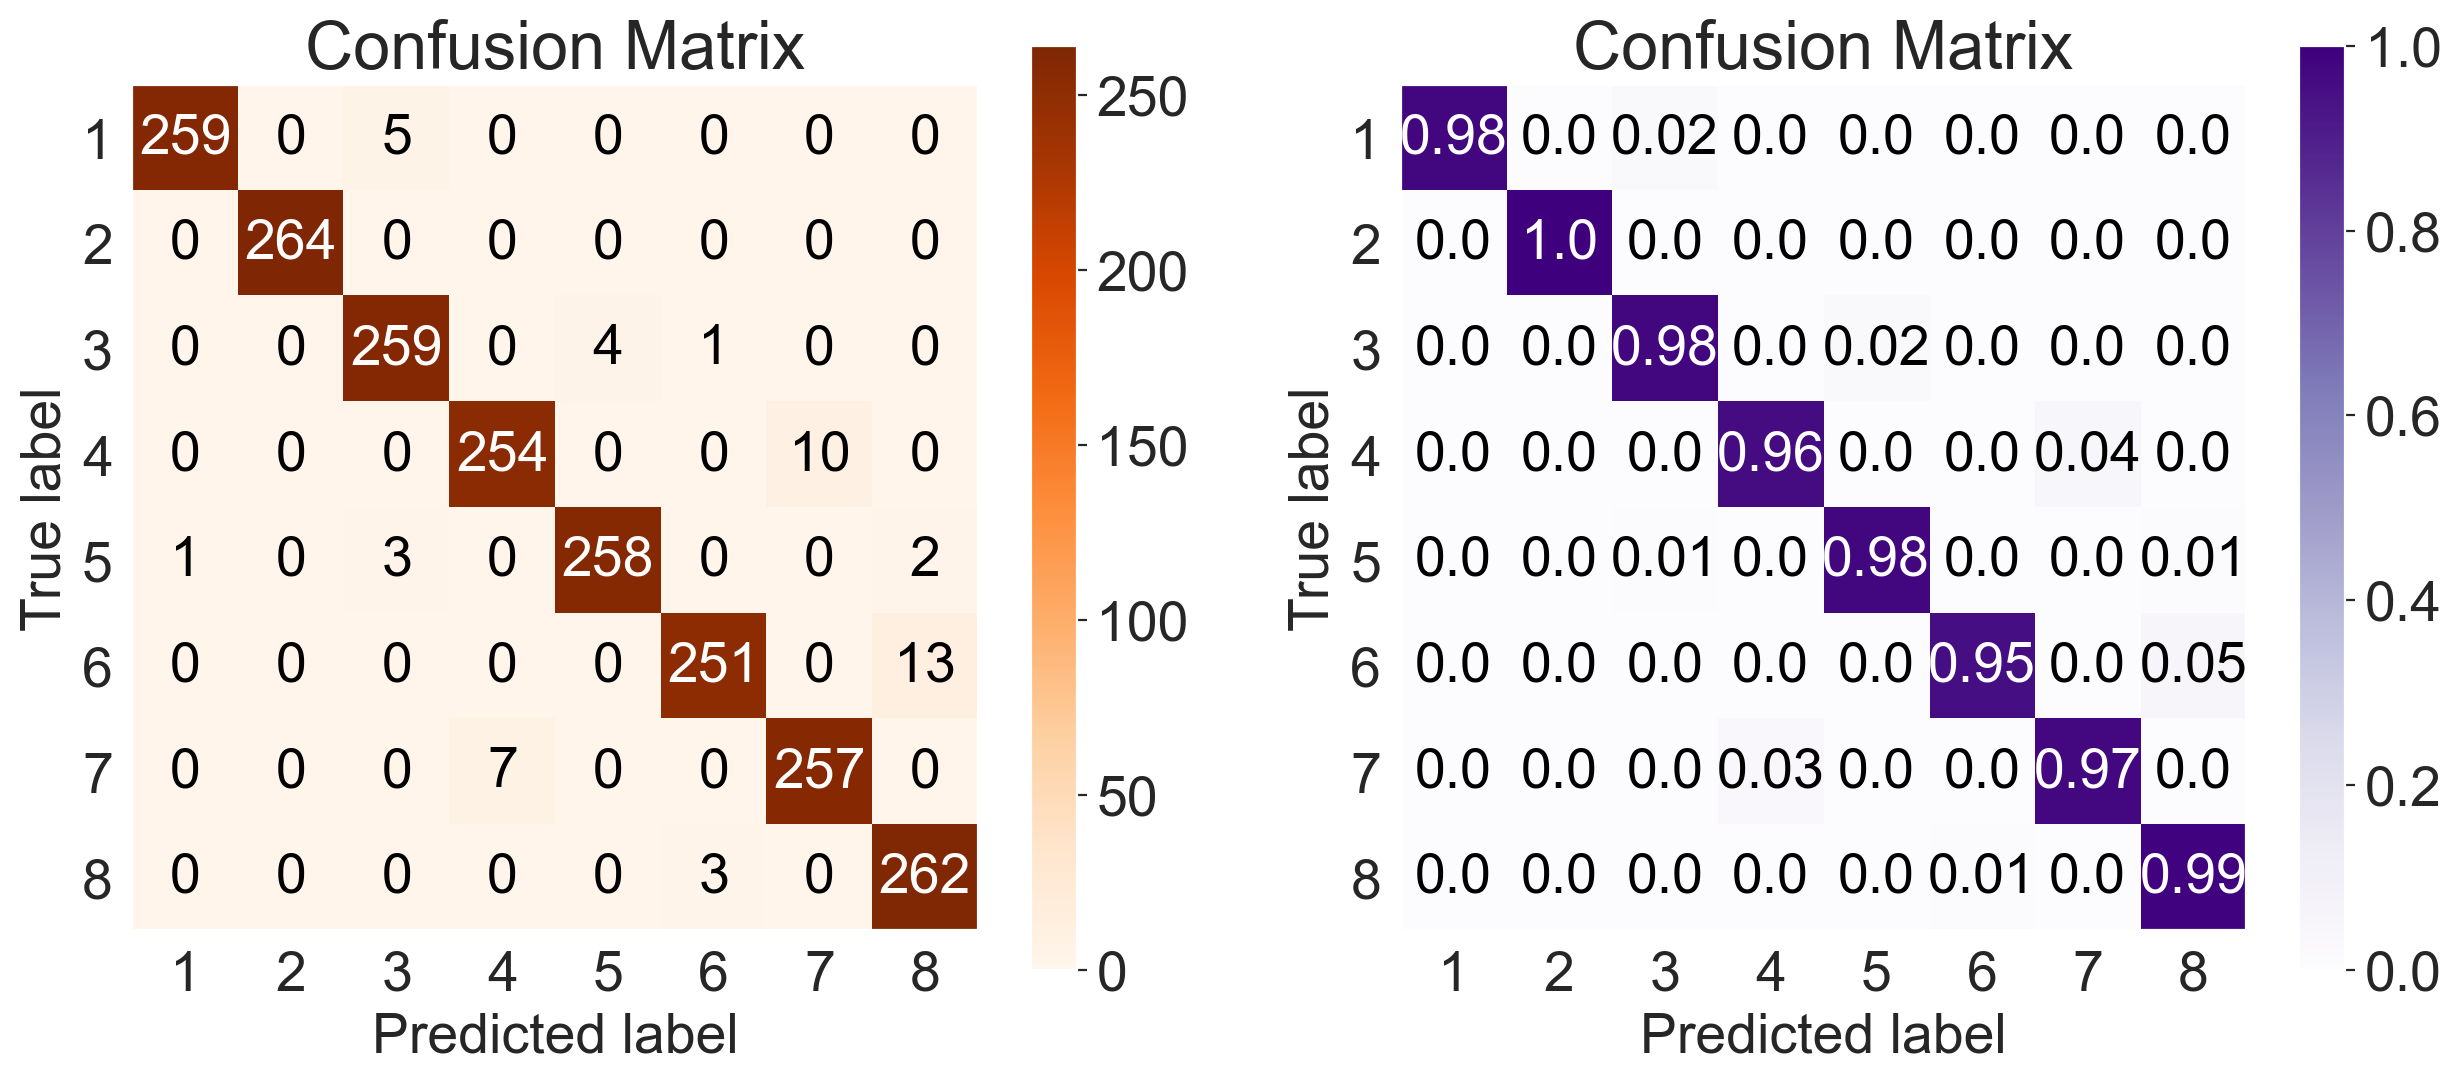 Confusion Matrix
1 259 0 5 0 0 0 0 0
2 0 264 0 0 0 0 0 0
3 0 0 259 0 4 1 0 0
4 0 0 0 254 0 0 10 0
5 1 0 3 0 258 0 0 2
6 0 0 0 0 0 251 0 13
7 0 0 0 7 0 0 257 0
8 0 0 0 0 0 3 0 262
1 2 3 4 5 6 7 8
Predicted label
True label
250
200
150
100
50
0
Confusion Matrix
1 0.98 0.0 0.02 0.0 0.0 0.0 0.0 0.0
2 0.0 1.0 0.0 0.0 0.0 0.0 0.0 0.0
3 0.0 0.0 0.98 0.0 0.02 0.0 0.0 0.0
4 0.0 0.0 0.0 0.96 0.0 0.0 0.04 0.0
5 0.0 0.0 0.01 0.0 0.98 0.0 0.0 0.01
6 0.0 0.0 0.0 0.0 0.0 0.95 0.0 0.05
7 0.0 0.0 0.0 0.03 0.0 0.0 0.97 0.0
8 0.0 0.0 0.0 0.0 0.0 0.01 0.0 0.99
1 2 3 4 5 6 7 8
Predicted label
True label
1.0
0.8
0.6
0.4
0.2
0.0